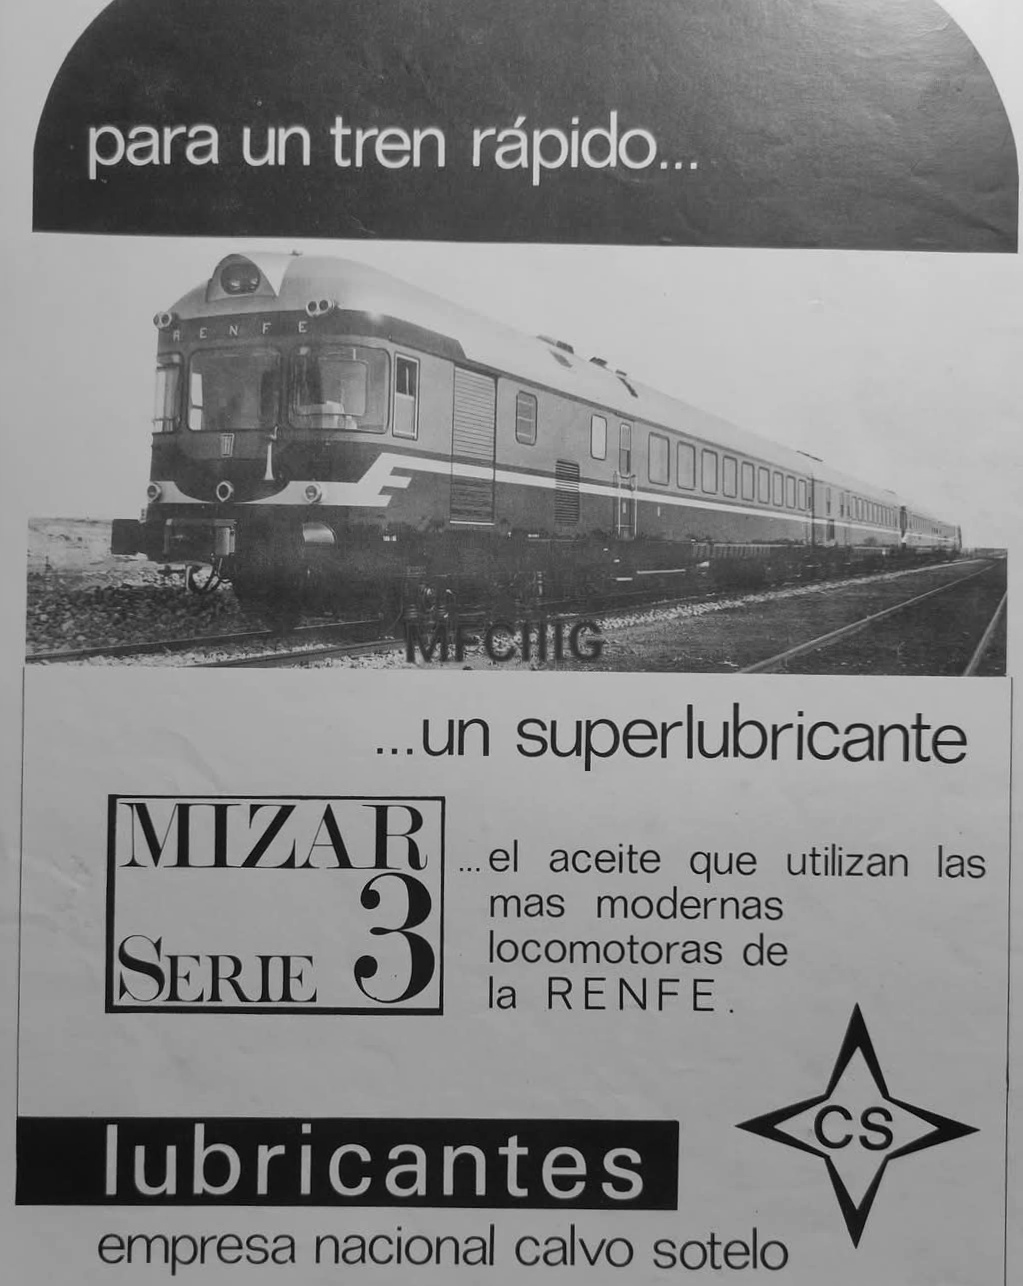 para un tren rápido...
RENFE
MFCHIG
...un superlubricante
MIZAR
SERIE 3
...el aceite que utilizan las
mas modernas
locomotoras de
la RENFE.
CS
lubricantes
empresa nacional calvo sotelo